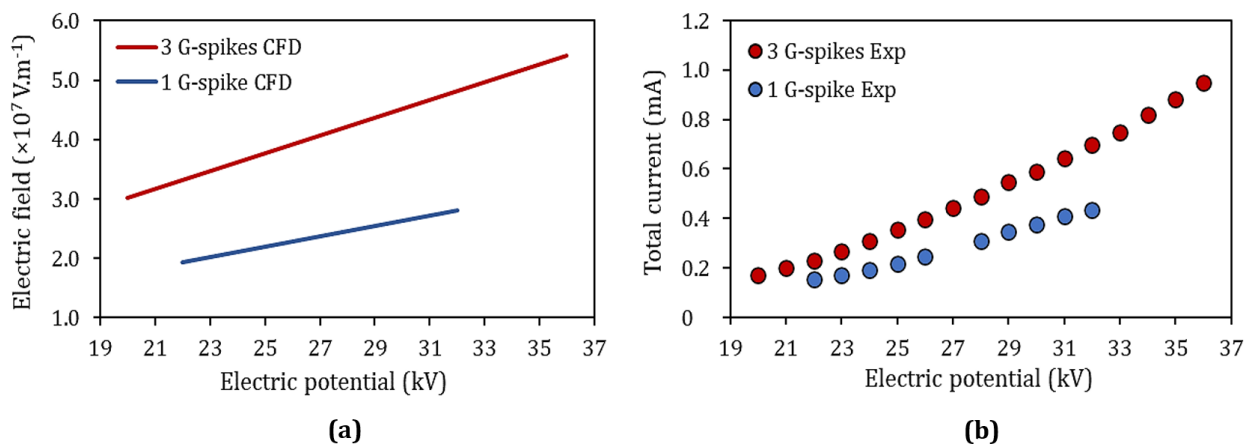 6.0
5.0
4.0
3.0
2.0
1.0
Electric field (×10⁷ V.m⁻¹)
3 G-spikes CFD
1 G-spike CFD
19 21 23 25 27 29 31 33 35 37
Electric potential (kV)
(a)
1.2
1.0
0.8
0.6
0.4
0.2
0
Total current (mA)
3 G-spikes Exp
1 G-spike Exp
19 21 23 25 27 29 31 33 35 37
Electric potential (kV)
(b)